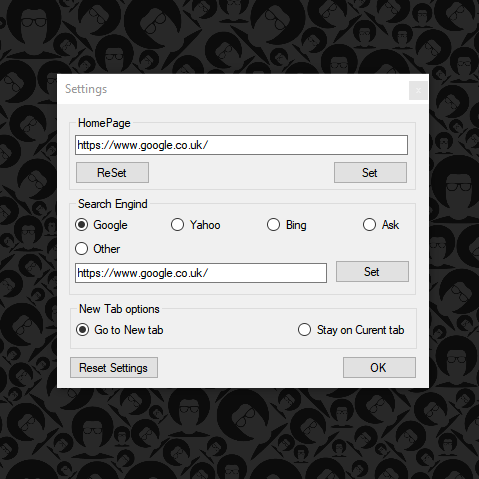 Settings
x
HomePage
https://www.google.co.uk/
ReSet Set
Search Engind
Google Yahoo Bing Ask
Other
https://www.google.co.uk/ Set
New Tab options
Go to New tab Stay on Curent tab
Reset Settings OK